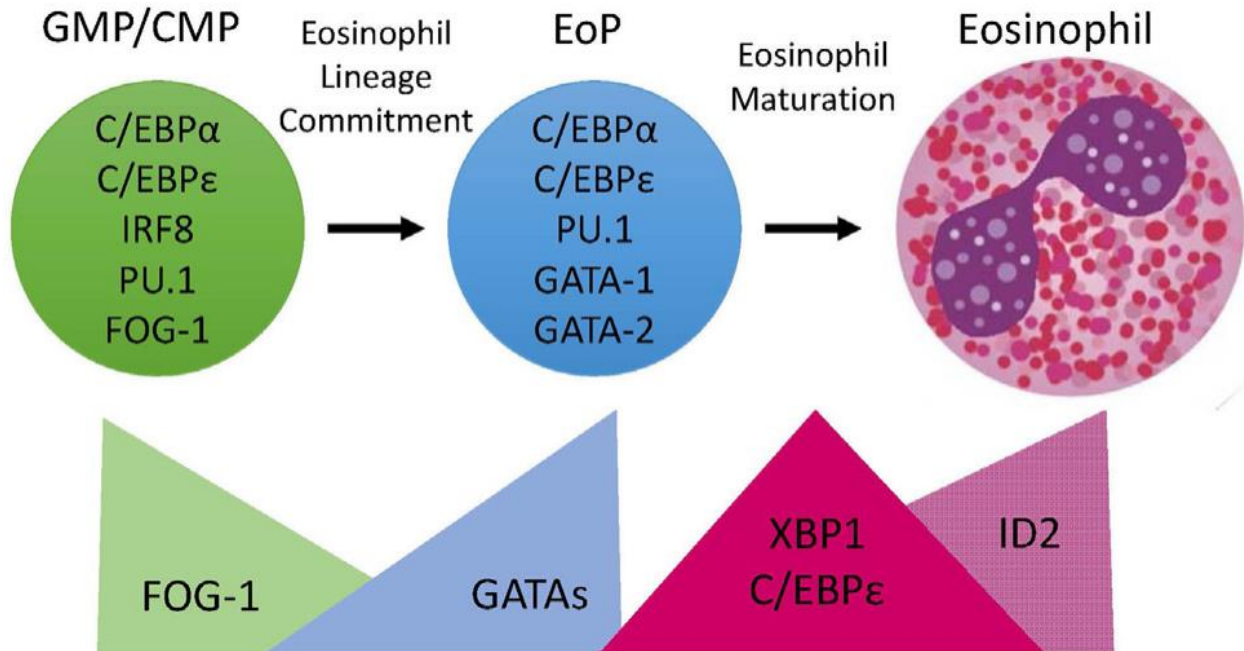 GMP/CMP
Eosinophil
Lineage
Commitment
EoP
Eosinophil
Maturation
Eosinophil
C/EBPα
C/EBPε
IRF8
PU.1
FOG-1
C/EBPα
C/EBPε
PU.1
GATA-1
GATA-2
FOG-1
GATAs
XBP1
C/EBPε
ID2